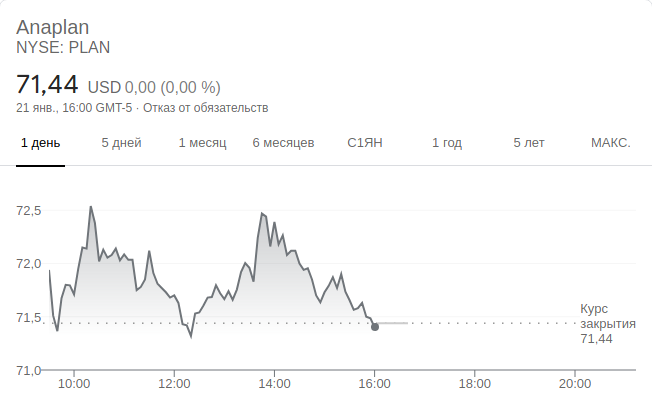 Anaplan
NYSE: PLAN
71,44 USD 0,00 (0,00 %)
21 янв., 16:00 GMT-5 · Отказ от обязательств
1 день 5 дней 1 месяц 6 месяцев С1ЯН 1 год 5 лет МАКС.
72,5
72,0
71,5
71,0
Курс
закрытия
71,44
10:00 12:00 14:00 16:00 18:00 20:00